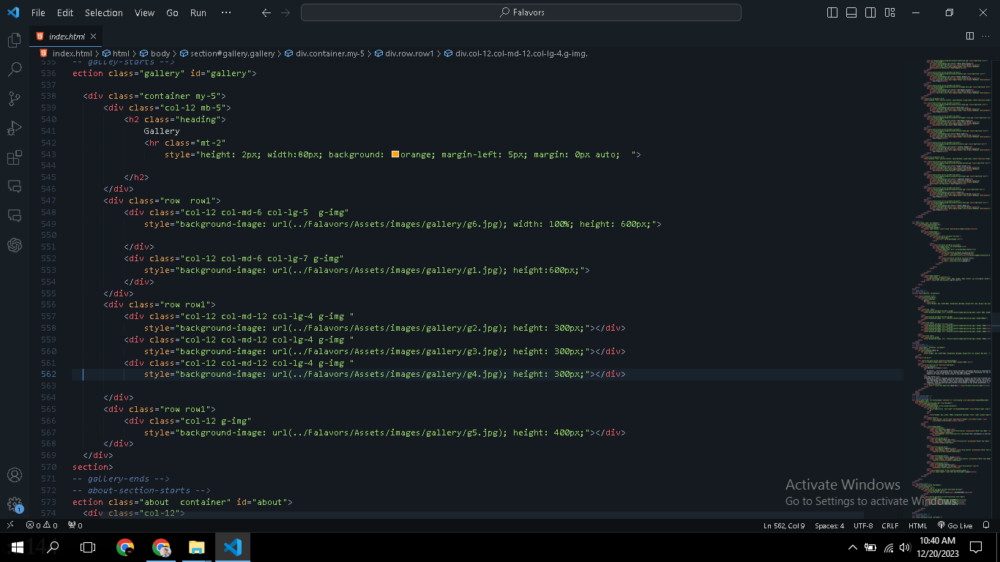 File Edit Selection View Go Run ··· Falavors
index.html
index.html > html > body > section#gallery.gallery > div.container.my-5 > div.row.row1 > div.col-12.col-md-12.col-lg-4.g-img.
535 -- galley-starts -->
536 ection class="gallery" id="gallery">
537
538 <div class="container my-5">
539 <div class="col-12 mb-5">
540 <h2 class="heading">
541 Gallery
542 <hr class="mt-2"
543 style="height: 2px; width:80px; background: orange; margin-left: 5px; margin: 0px auto;  ">
544
545 </h2>
546 </div>
547 <div class="row  row1">
548 <div class="col-12 col-md-6 col-lg-5  g-img"
549 style="background-image: url(../Falavors/Assets/images/gallery/g6.jpg); width: 100%; height: 600px;">
550
551 </div>
552 <div class="col-12 col-md-6 col-lg-7 g-img"
553 style="background-image: url(../Falavors/Assets/images/gallery/g1.jpg); height:600px;">
554 </div>
555 </div>
556 <div class="row row1">
557 <div class="col-12 col-md-12 col-lg-4 g-img "
558 style="background-image: url(../Falavors/Assets/images/gallery/g2.jpg); height: 300px;"></div>
559 <div class="col-12 col-md-12 col-lg-4 g-img "
560 style="background-image: url(../Falavors/Assets/images/gallery/g3.jpg); height: 300px;"></div>
561 <div class="col-12 col-md-12 col-lg-4 g-img "
562 style="background-image: url(../Falavors/Assets/images/gallery/g4.jpg); height: 300px;"></div>
563
564 </div>
565 <div class="row row1">
566 <div class="col-12 g-img"
567 style="background-image: url(../Falavors/Assets/images/gallery/g5.jpg); height: 400px;"></div>
568 </div>
569 </div>
570 section>
571 -- gallery-ends -->
572 -- about-section-starts -->
573 ection class="about  container" id="about">
574 <div class="col-12">
Activate Windows
Go to Settings to activate Windows.
1
0 0 0 Ln 562, Col 9 Spaces: 4 UTF-8 CRLF HTML Go Live
10:40 AM
12/20/2023